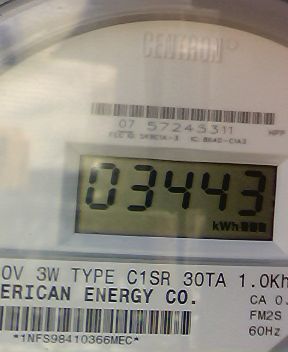 CENTRON®
07 57245311
03443
kWh
0V 3W TYPE C1SR 30TA 1.0Kh
ERICAN ENERGY CO.
CA 0.
FM2S
60Hz
*1NFS98410366MEC*